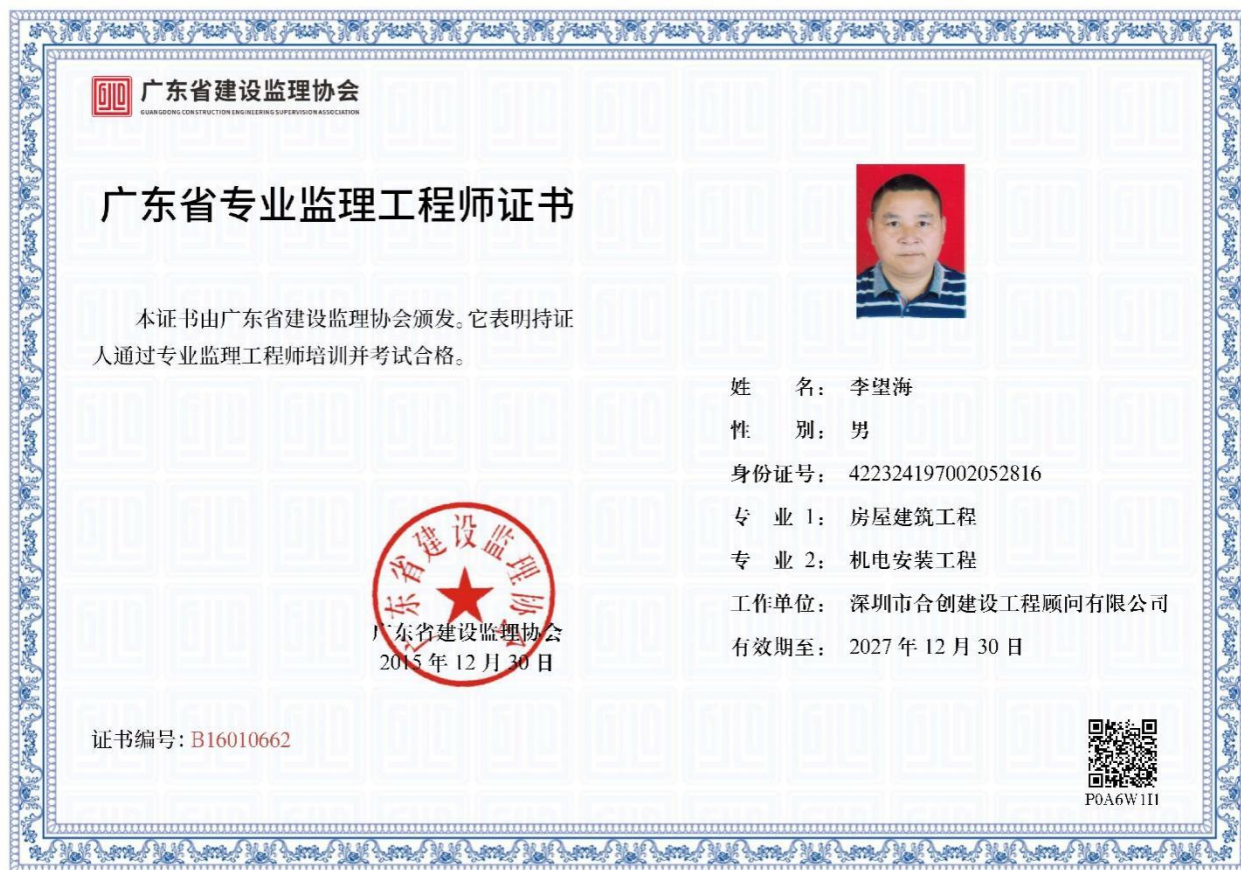 广东省建设监理协会
GUANGDONG CONSTRUCTION ENGINEERING SUPERVISION ASSOCIATION
广东省专业监理工程师证书
本证书由广东省建设监理协会颁发。它表明持证
人通过专业监理工程师培训并考试合格。
姓 名： 李望海
性 别： 男
身份证号： 422324197002052816
专 业 1： 房屋建筑工程
专 业 2： 机电安装工程
工作单位： 深圳市合创建设工程顾问有限公司
有效期至： 2027 年 12 月 30 日
广东省建设监理协会
广东省建设监理协会
2015 年 12 月 30 日
证书编号：B16010662